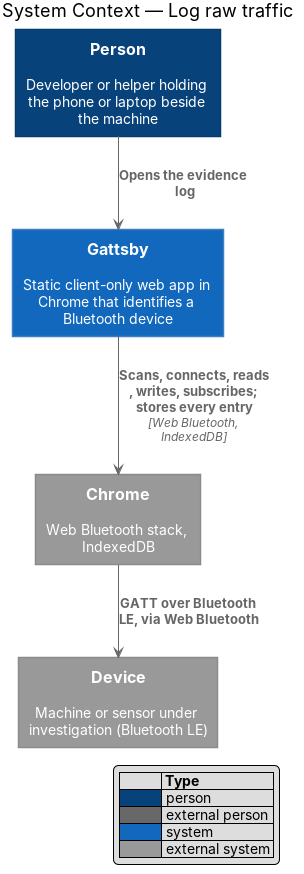 System Context — Log raw traffic
Person
Developer or helper holding
the phone or laptop beside
the machine
Opens the evidence
log
Gattsby
Static client-only web app in
Chrome that identifies a
Bluetooth device
Scans, connects, reads
, writes, subscribes;
stores every entry
[Web Bluetooth,
IndexedDB]
Chrome
Web Bluetooth stack,
IndexedDB
GATT over Bluetooth
LE, via Web Bluetooth
Device
Machine or sensor under
investigation (Bluetooth LE)
Type
person
external person
system
external system